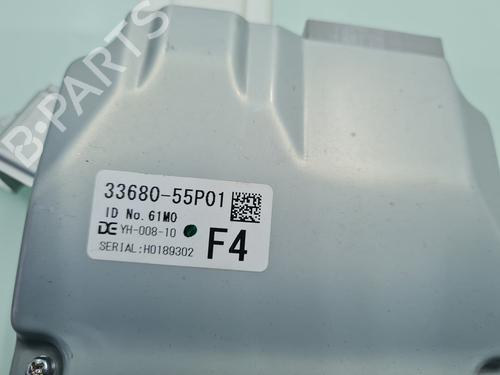 B-PARTS
33680-55P01
ID No.61M0
DE YH-008-10
SERIAL:H0189302
F4